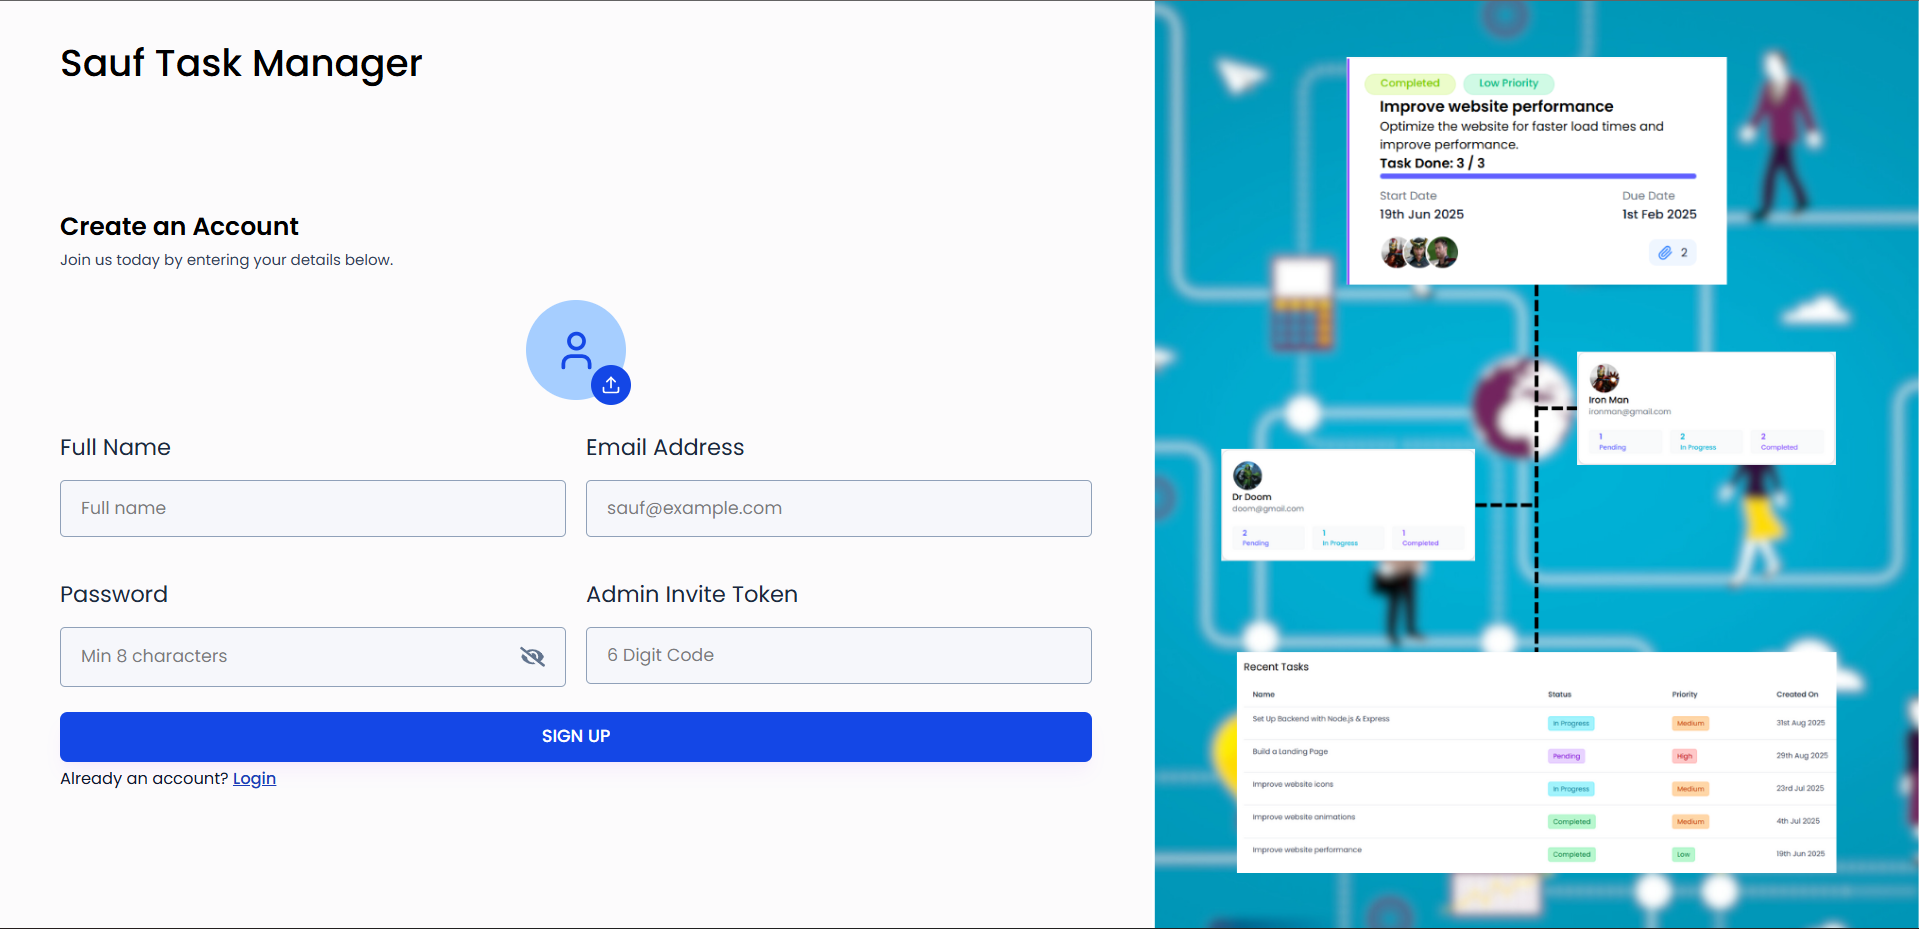 Sauf Task Manager
Create an Account
Join us today by entering your details below.
Full Name
Email Address
Full name
sauf@example.com
Password
Admin Invite Token
Min 8 characters
6 Digit Code
SIGN UP
Already an account? Login
Completed
Low Priority
Improve website performance
Optimize the website for faster load times and
improve performance.
Task Done: 3 / 3
Start Date
Due Date
19th Jun 2025
1st Feb 2025
2
Iron Man
ironman@gmail.com
1 2 2
Pending In Progress Completed
Dr Doom
doom@gmail.com
2 1 1
Pending In Progress Completed
Recent Tasks
Name Status Priority Created On
Set Up Backend with Node.js & Express In Progress Medium 31st Aug 2025
Build a Landing Page Pending High 29th Aug 2025
Improve website icons In Progress Medium 23rd Jul 2025
Improve website animations Completed Medium 4th Jul 2025
Improve website performance Completed Low 19th Jun 2025